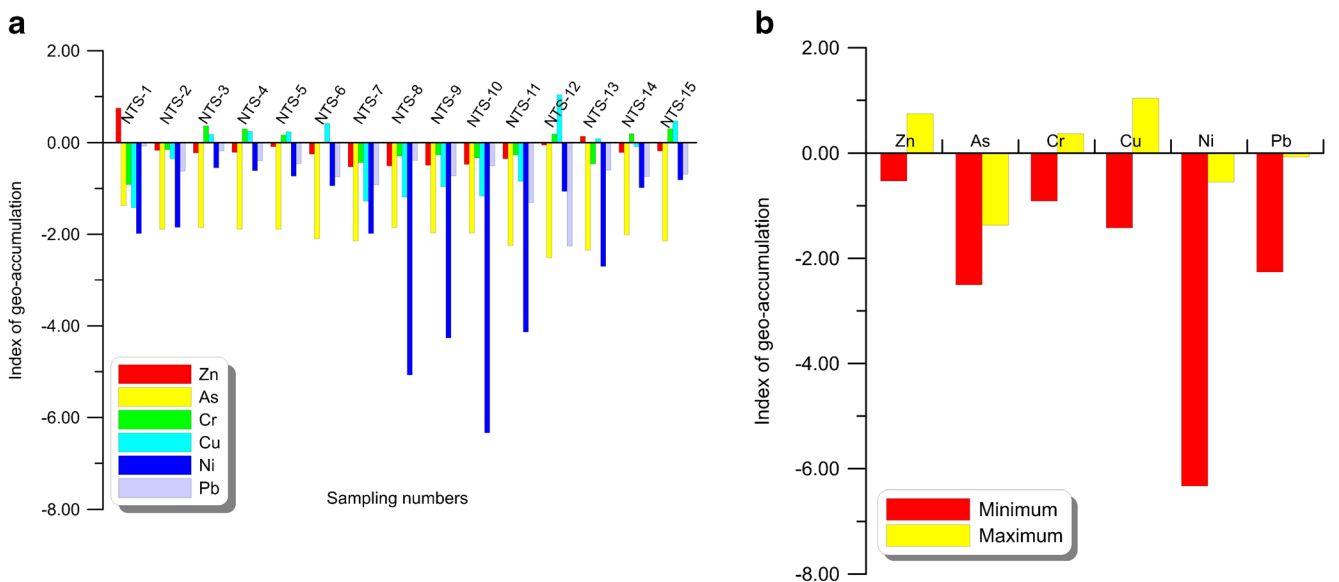 a
2.00
0.00
-2.00
-4.00
-6.00
-8.00
Index of geo-accumulation
NTS-1
NTS-2
NTS-3
NTS-4
NTS-5
NTS-6
NTS-7
NTS-8
NTS-9
NTS-10
NTS-11
NTS-12
NTS-13
NTS-14
NTS-15
Zn
As
Cr
Cu
Ni
Pb
Sampling numbers
b
2.00
0.00
-2.00
-4.00
-6.00
-8.00
Index of geo-accumulation
Zn
As
Cr
Cu
Ni
Pb
Minimum
Maximum